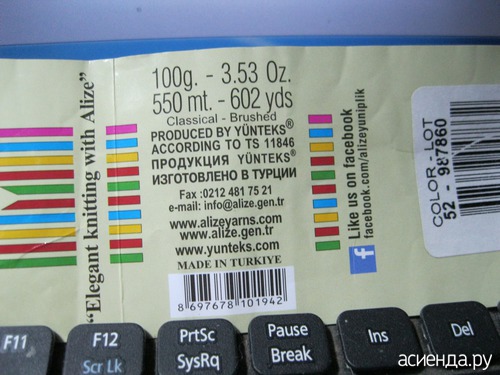 "Elegant knitting with Alize"
100g. - 3.53 Oz.
550 mt. - 602 yds
Classical - Brushed
PRODUCED BY YÜNTEKS®
ACCORDING TO TS 11846
ПРОДУКЦИЯ YÜNTEKS®
ИЗГОТОВЛЕНО В ТУРЦИИ
Fax :0212 481 75 21
e-mail: info@alize.gen.tr
www.alizeyarns.com
www.alize.gen.tr
www.yunteks.com
MADE IN TURKIYE
8 697678 101942
Like us on facebook
facebook.com/alizeyuniplik
f
COLOR - LOT
52 - 987860
F11
F12
Scr Lk
PrtSc
SysRq
Pause
Break
Ins
Del
асиенда.ру